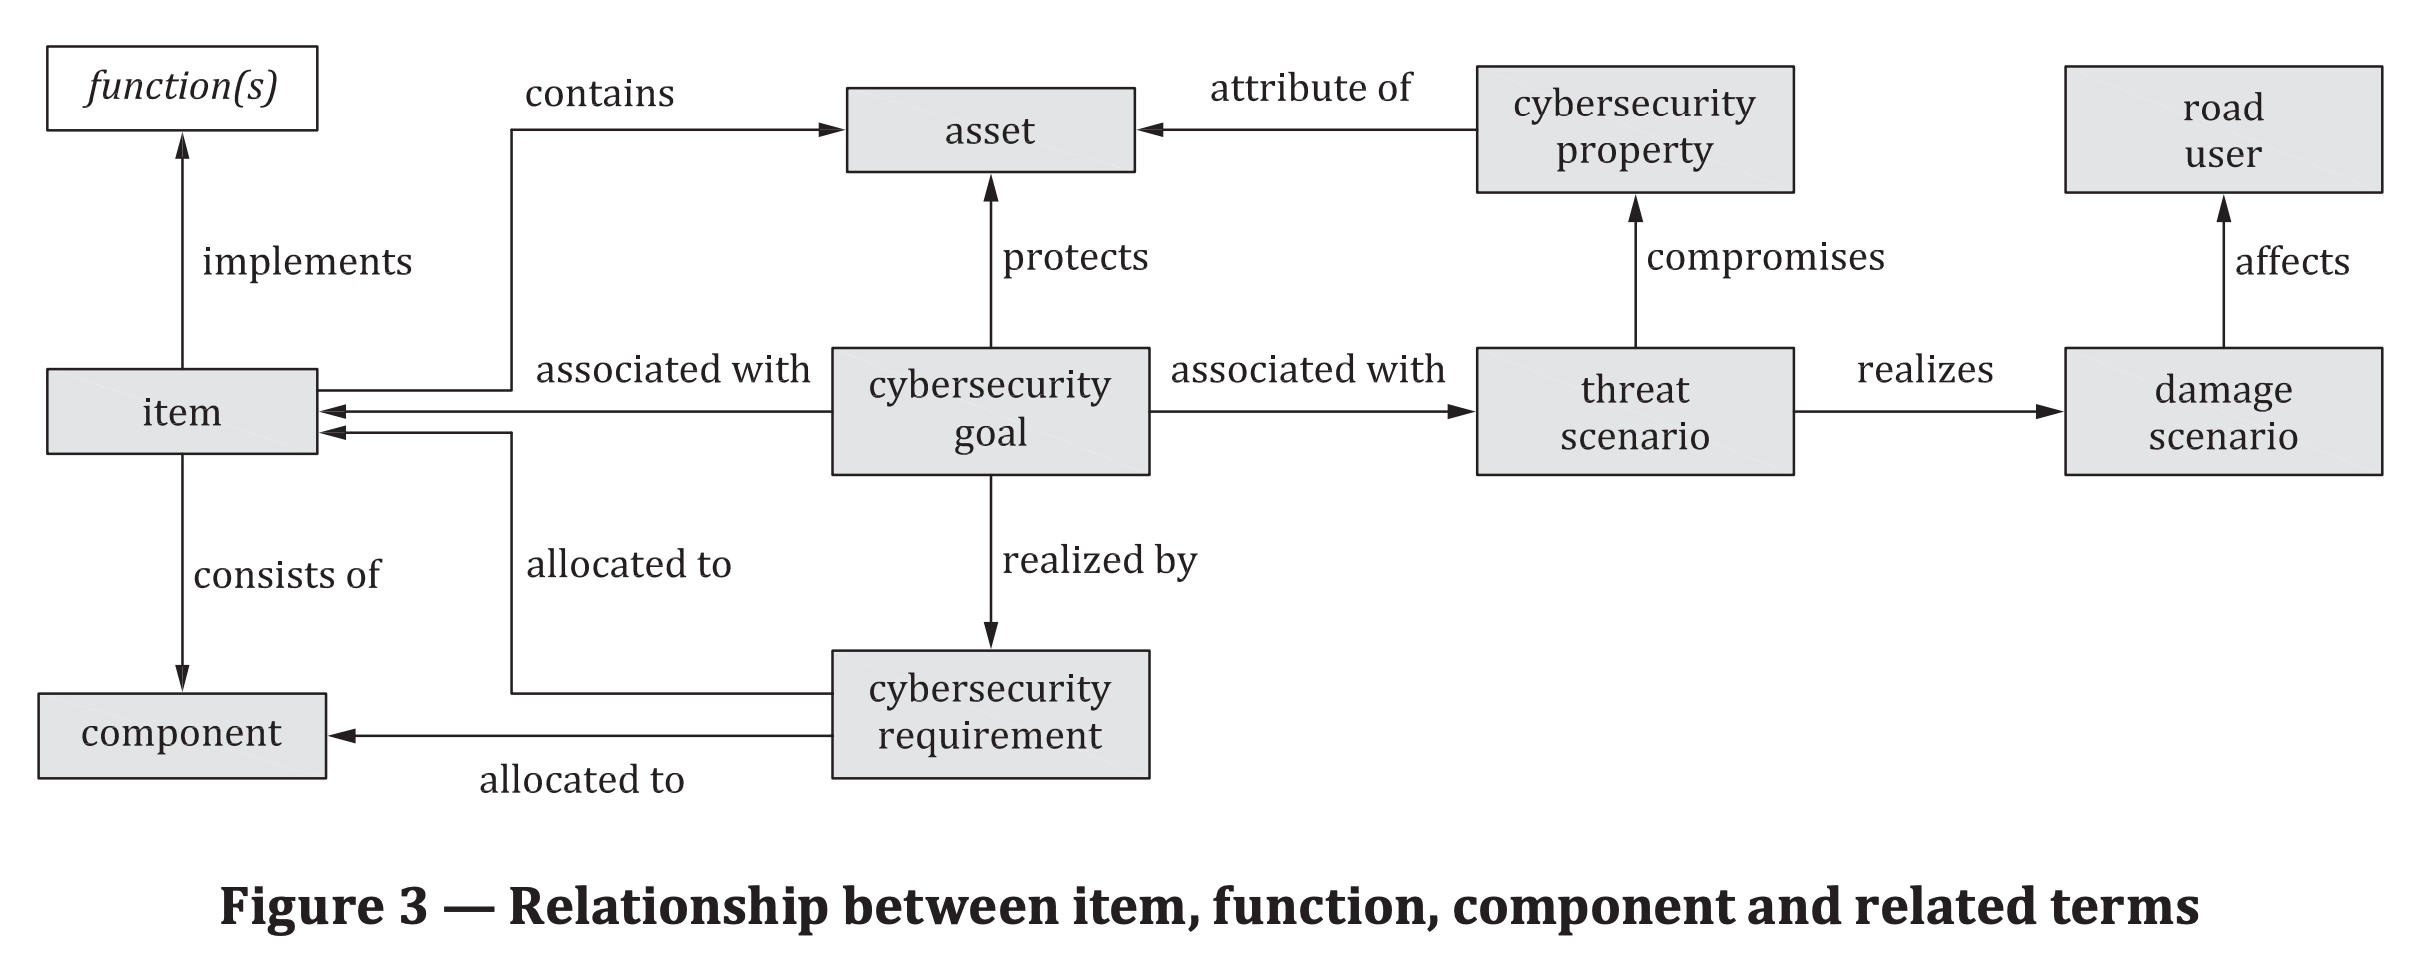 function(s)
contains
asset
attribute of
cybersecurity
property
road
user
implements
protects
compromises
affects
item
associated with
cybersecurity
goal
associated with
threat
scenario
realizes
damage
scenario
consists of
allocated to
realized by
component
cybersecurity
requirement
allocated to
Figure 3 — Relationship between item, function, component and related terms